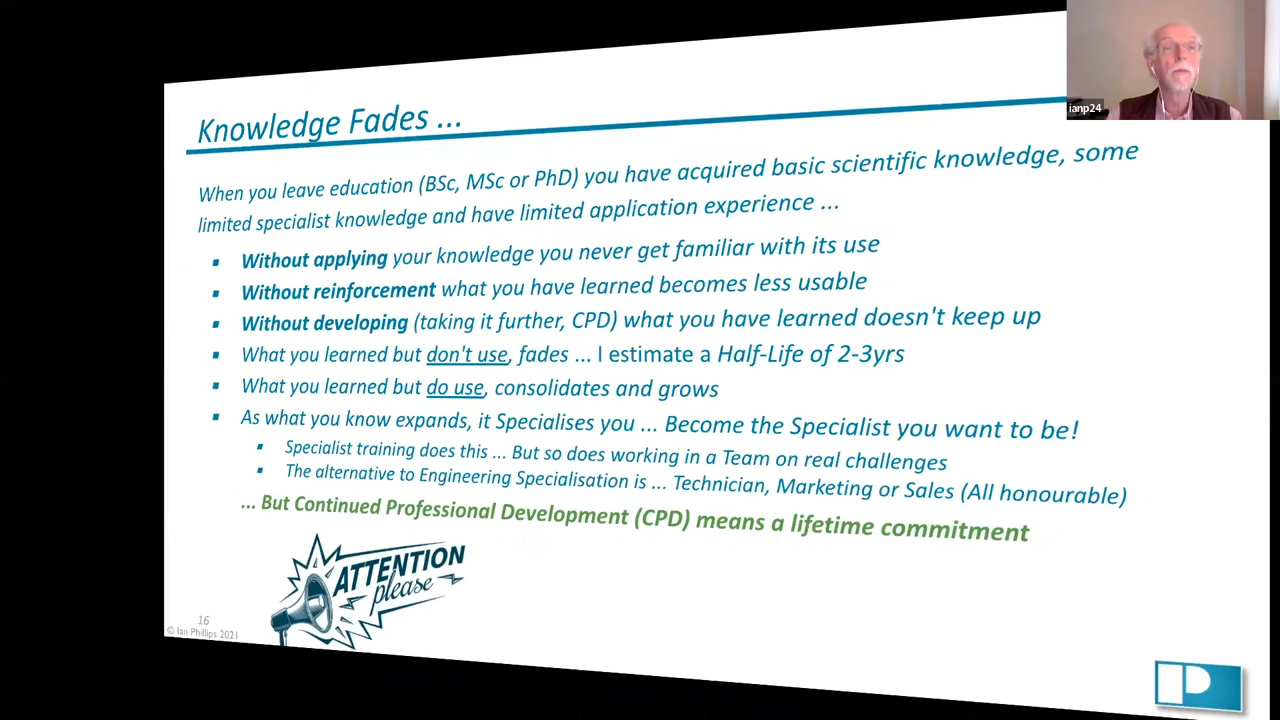 Knowledge Fades ...
ianp24
When you leave education (BSc, MSc or PhD) you have acquired basic scientific knowledge, some
limited specialist knowledge and have limited application experience ...
▪ Without applying your knowledge you never get familiar with its use
▪ Without reinforcement what you have learned becomes less usable
▪ Without developing (taking it further, CPD) what you have learned doesn't keep up
▪ What you learned but don't use, fades ... I estimate a Half-Life of 2-3yrs
▪ What you learned but do use, consolidates and grows
▪ As what you know expands, it Specialises you ... Become the Specialist you want to be!
▪ Specialist training does this ... But so does working in a Team on real challenges
▪ The alternative to Engineering Specialisation is ... Technician, Marketing or Sales (All honourable)
... But Continued Professional Development (CPD) means a lifetime commitment
ATTENTION
please
16
© Ian Phillips 2021
P